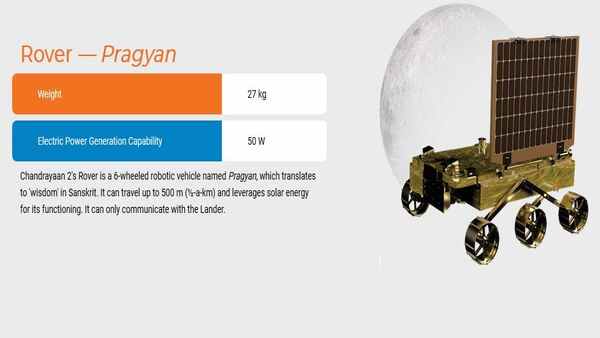 Rover — Pragyan
Weight 27 kg
Electric Power Generation Capability 50 W
Chandrayaan 2's Rover is a 6-wheeled robotic vehicle named Pragyan, which translates
to 'wisdom' in Sanskrit. It can travel up to 500 m (½-a-km) and leverages solar energy
for its functioning. It can only communicate with the Lander.